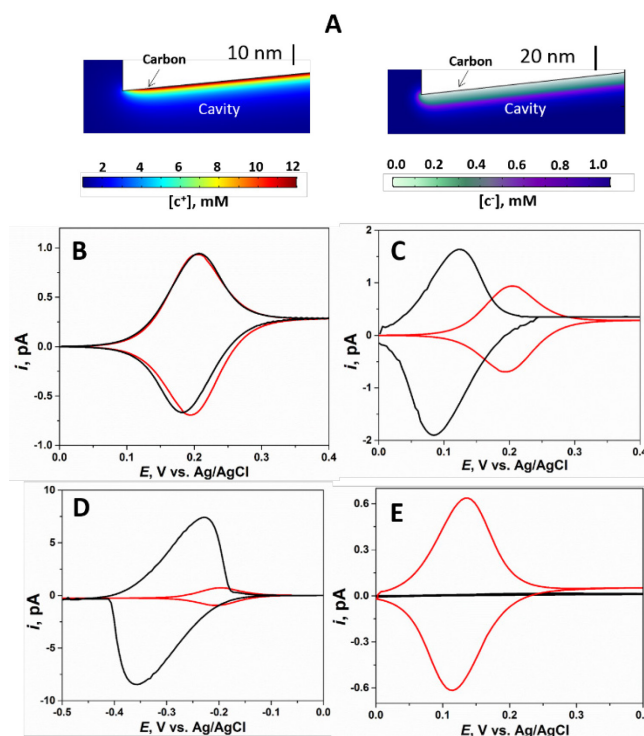 A
10 nm
Carbon
Cavity
2 4 6 8 10 12
[c⁺], mM
20 nm
Carbon
Cavity
0.0 0.2 0.4 0.6 0.8 1.0
[c⁻], mM
B
1.0
0.5
0.0
-0.5
-1.0
i, pA
0.0 0.1 0.2 0.3 0.4
E, V vs. Ag/AgCl
C
2
1
0
-1
-2
i, pA
0.0 0.1 0.2 0.3 0.4
E, V vs. Ag/AgCl
D
10
5
0
-5
10
i, pA
-0.5 -0.4 -0.3 -0.2 -0.1 0.0
E, V vs. Ag/AgCl
E
0.6
0.3
0.0
-0.3
-0.6
i, pA
0.0 0.1 0.2 0.3 0.4
E, V vs. Ag/AgCl